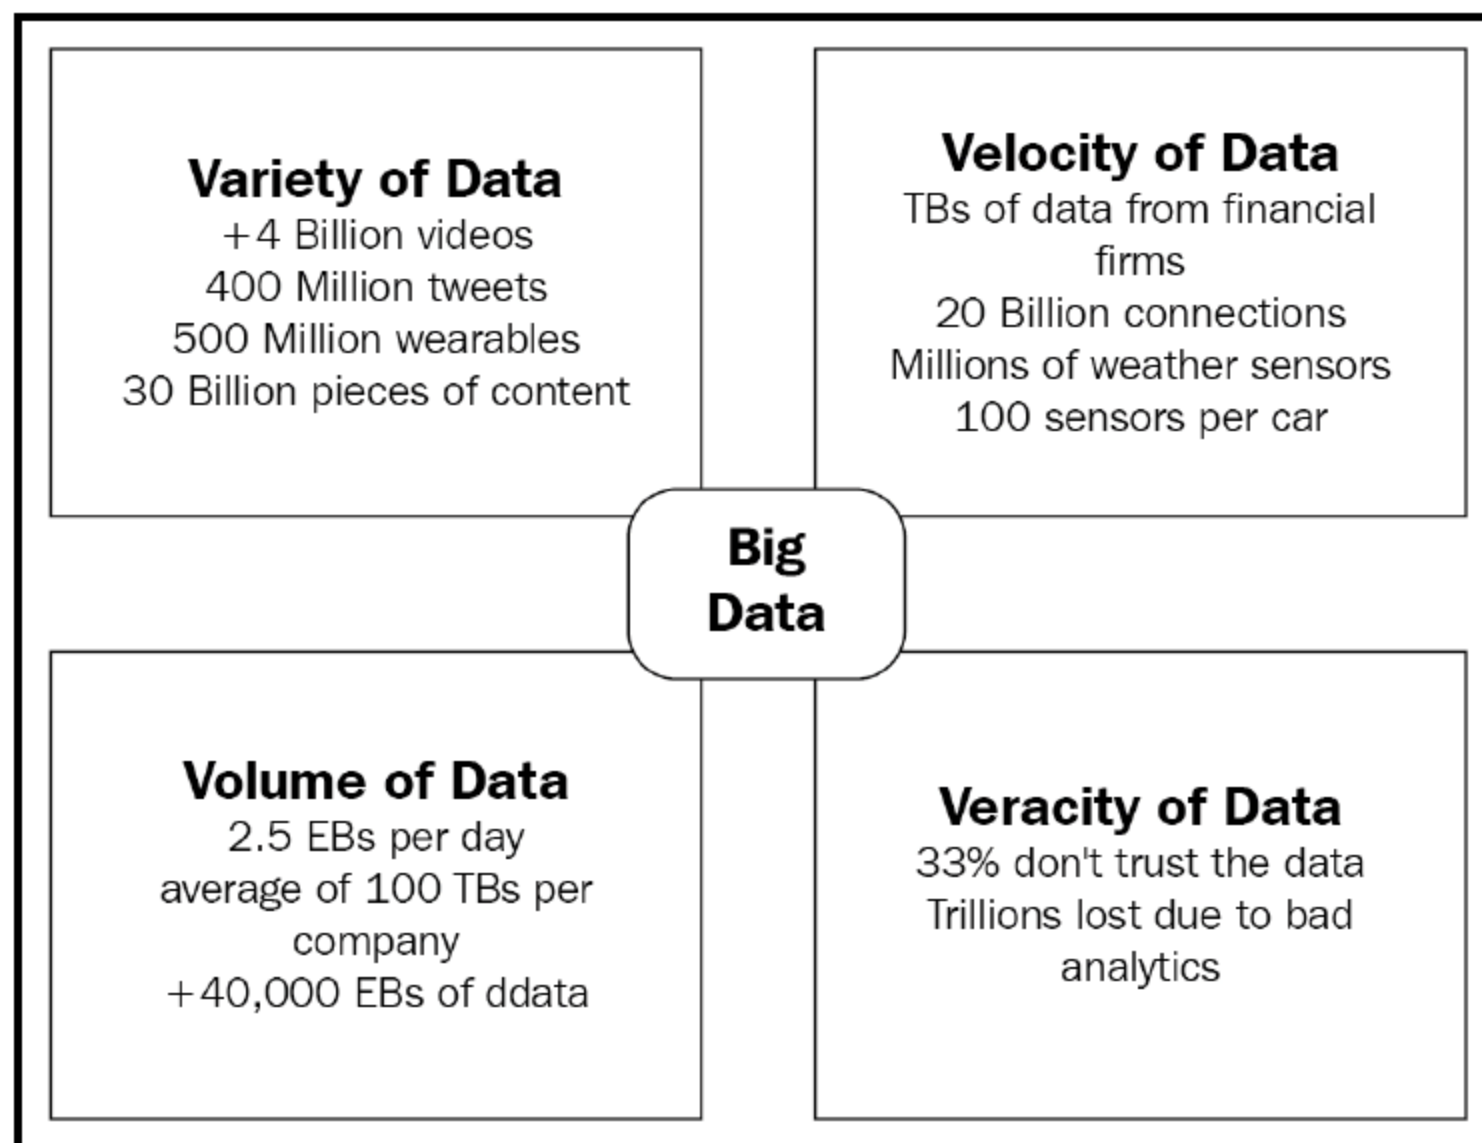 Variety of Data
+4 Billion videos
400 Million tweets
500 Million wearables
30 Billion pieces of content
Velocity of Data
TBs of data from financial
firms
20 Billion connections
Millions of weather sensors
100 sensors per car
Big
Data
Volume of Data
2.5 EBs per day
average of 100 TBs per
company
+40,000 EBs of ddata
Veracity of Data
33% don't trust the data
Trillions lost due to bad
analytics